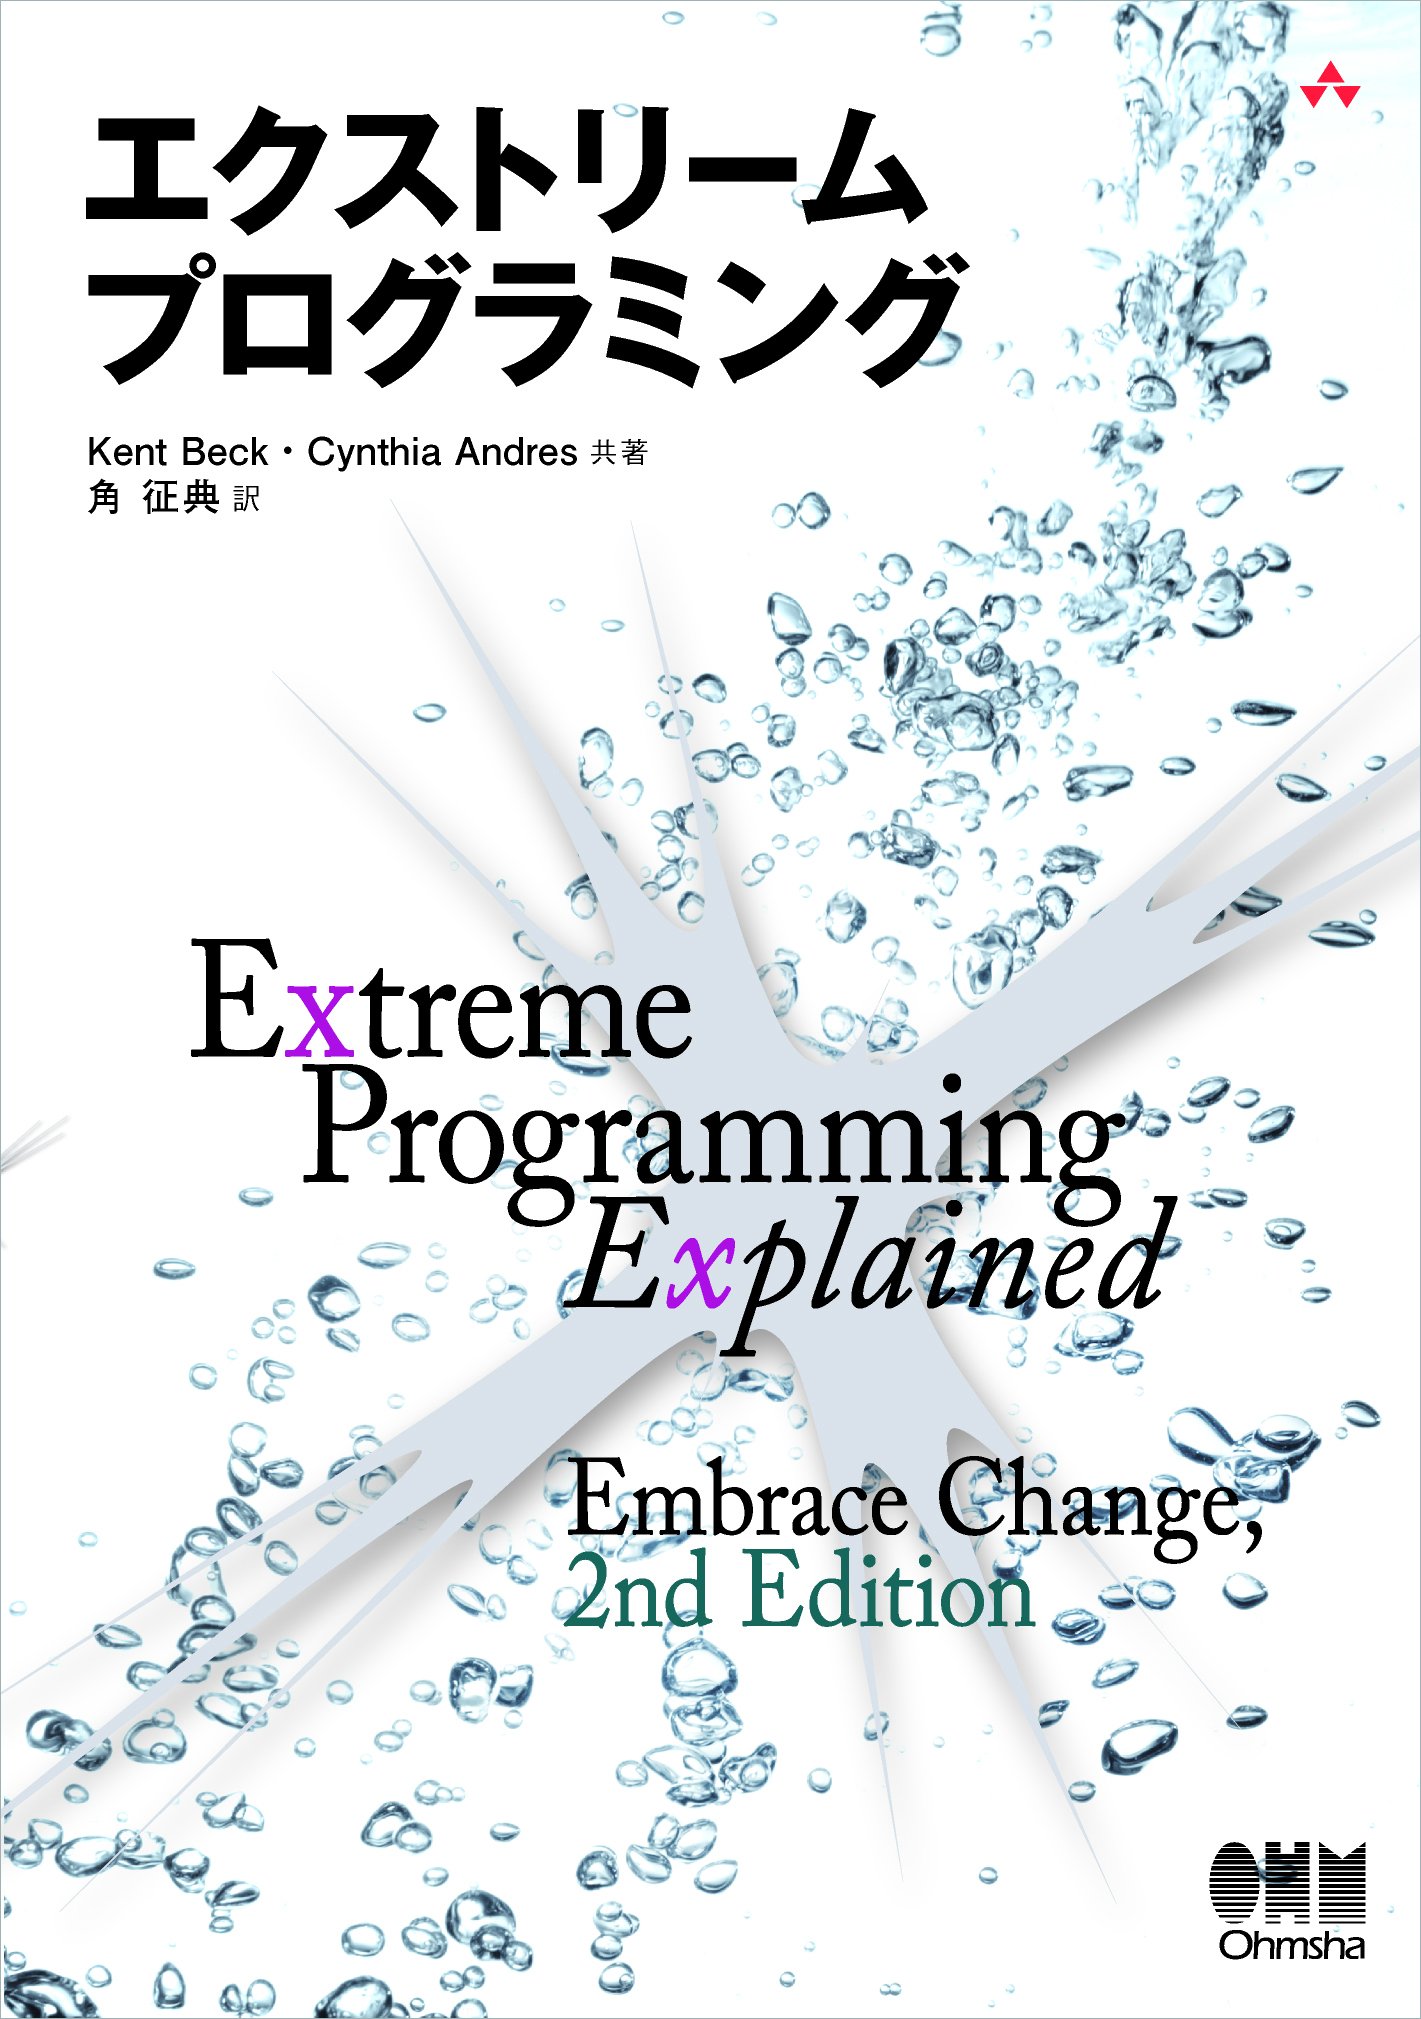 エクストリーム
プログラミング
Kent Beck・Cynthia Andres 共著
角 征典 訳
Extreme
Programming
Explained
Embrace Change,
2nd Edition
OHM
Ohmsha